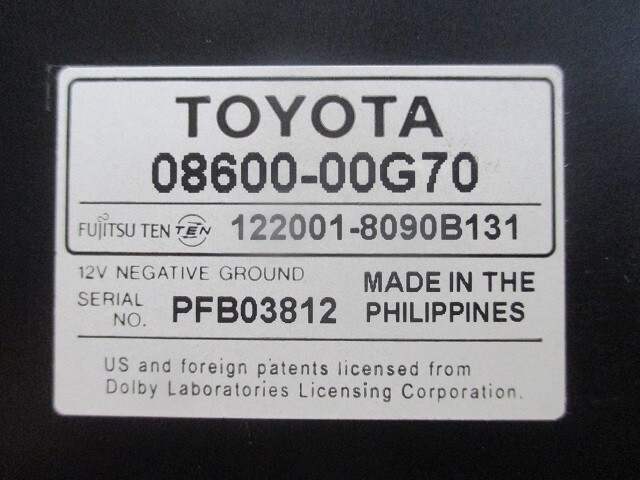 TOYOTA
08600-00G70
FUJITSU TEN TEN 122001-8090B131
12V NEGATIVE GROUND
SERIAL NO. PFB03812
MADE IN THE PHILIPPINES
US and foreign patents licensed from
Dolby Laboratories Licensing Corporation.